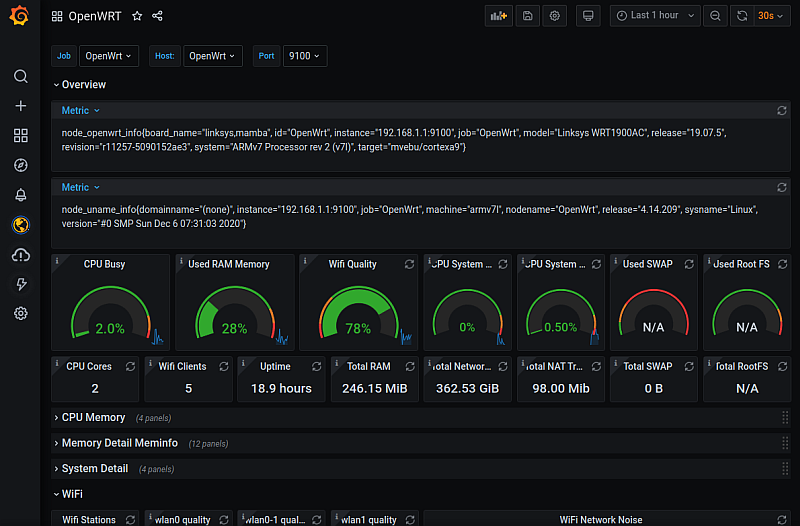 OpenWRT
Last 1 hour
30s
Job OpenWrt Host: OpenWrt Port 9100
Overview
Metric
node_openwrt_info{board_name="linksys,mamba", id="OpenWrt", instance="192.168.1.1:9100", job="OpenWrt", model="Linksys WRT1900AC", release="19.07.5",
revision="r11257-5090152ae3", system="ARMv7 Processor rev 2 (v7l)", target="mvebu/cortexa9"}
Metric
node_uname_info{domainname="(none)", instance="192.168.1.1:9100", job="OpenWrt", machine="armv7l", nodename="OpenWrt", release="4.14.209", sysname="Linux",
version="#0 SMP Sun Dec 6 07:31:03 2020"}
CPU Busy Used RAM Memory Wifi Quality CPU System ... CPU System ... Used SWAP Used Root FS
2.0% 28% 78% 0% 0.50% N/A N/A
CPU Cores Wifi Clients Uptime Total RAM Total Networ... Total NAT Tr... Total SWAP Total RootFS
2 5 18.9 hours 246.15 MiB 362.53 GiB 98.00 Mib 0 B N/A
CPU Memory (4 panels)
Memory Detail Meminfo (12 panels)
System Detail (4 panels)
WiFi
Wifi Stations wlan0 quality wlan0-1 qual... wlan1 quality WiFi Network Noise